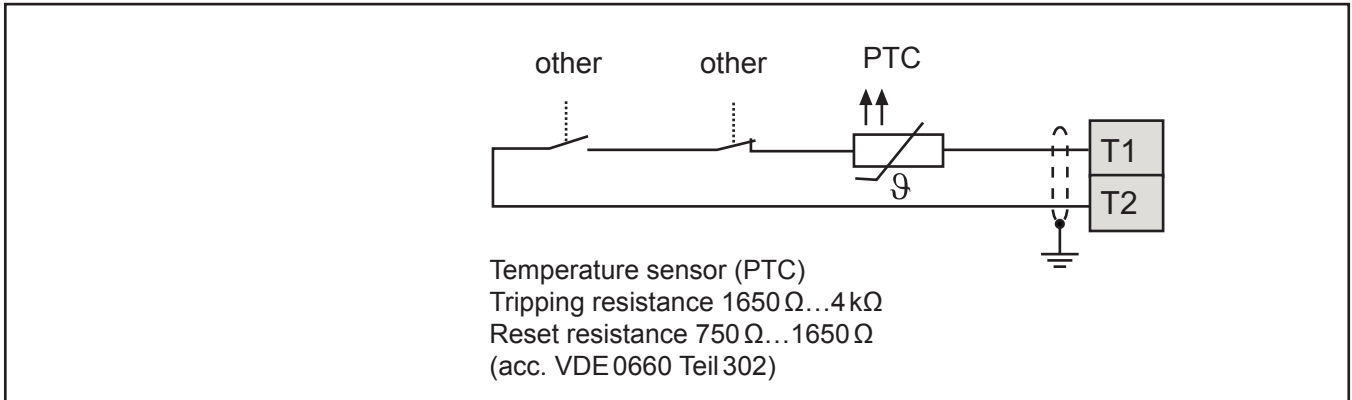 other other PTC
T1
ϑ
T2
Temperature sensor (PTC)
Tripping resistance 1650 Ω…4 kΩ
Reset resistance 750 Ω…1650 Ω
(acc. VDE 0660 Teil 302)